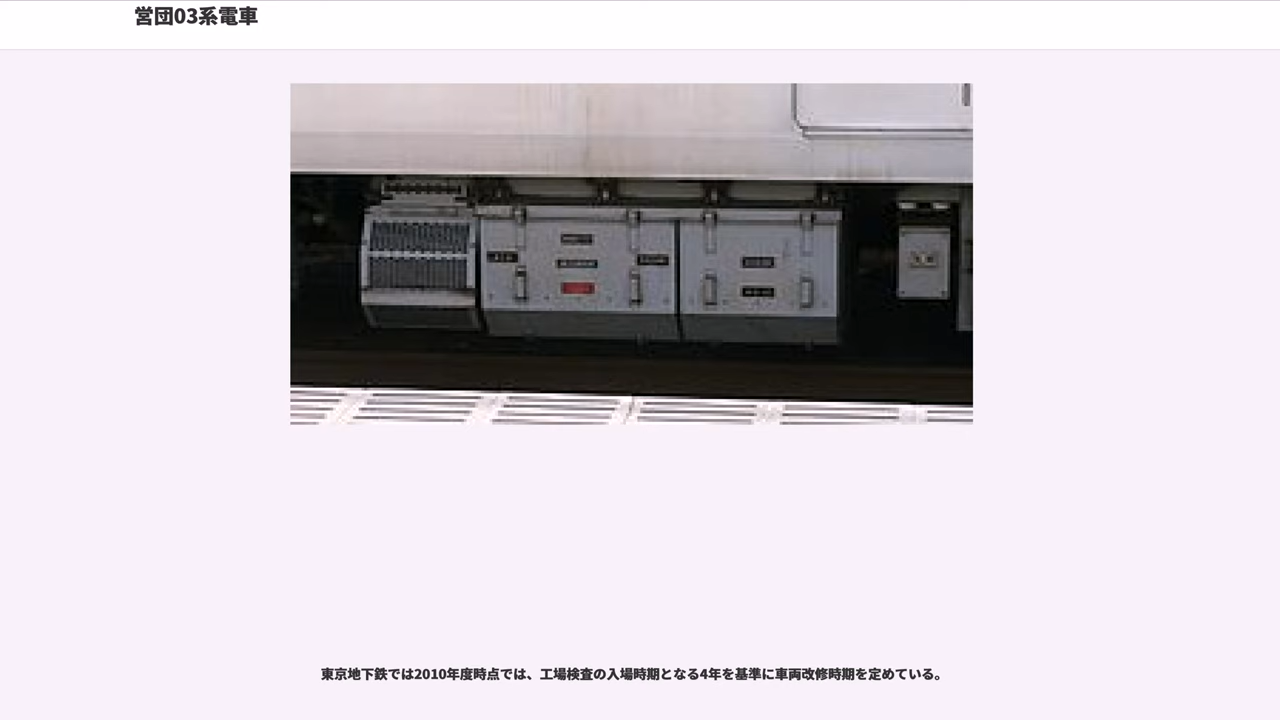 営団03系電車
東京地下鉄では2010年度時点では、工場検査の入場時期となる4年を基準に車両改修時期を定めている。